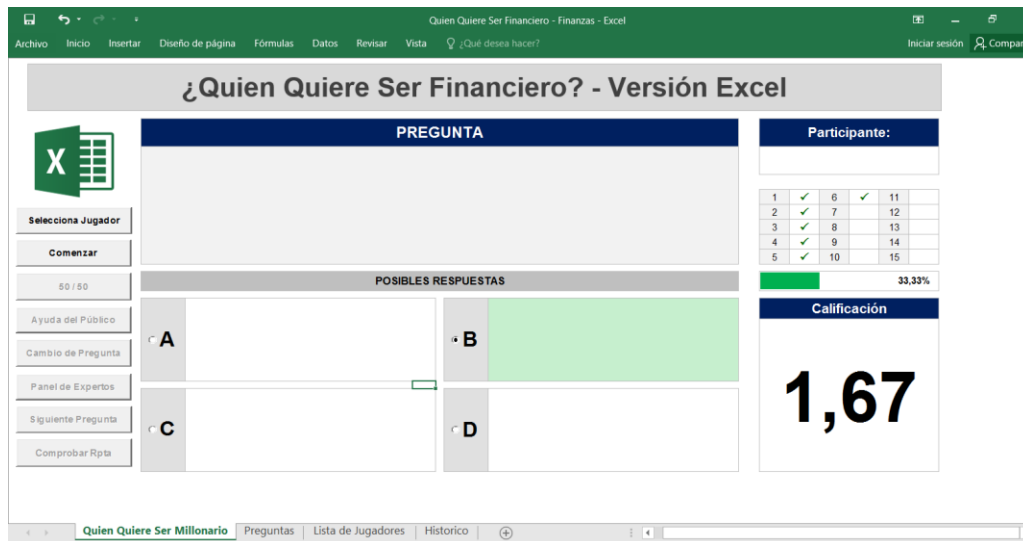 Quien Quiere Ser Financiero - Finanzas - Excel
Archivo Inicio Insertar Diseño de página Fórmulas Datos Revisar Vista ¿Qué desea hacer? Iniciar sesión Compar
¿Quien Quiere Ser Financiero? - Versión Excel
X
Selecciona Jugador
Comenzar
50 / 50
Ayuda del Público
Cambio de Pregunta
Panel de Expertos
Siguiente Pregunta
Comprobar Rpta
PREGUNTA
POSIBLES RESPUESTAS
A
B
C
D
Participante:
1 ✓ 6 ✓ 11
2 ✓ 7 12
3 ✓ 8 13
4 ✓ 9 14
5 ✓ 10 15
33,33%
Calificación
1,67
Quien Quiere Ser Millonario Preguntas Lista de Jugadores Historico